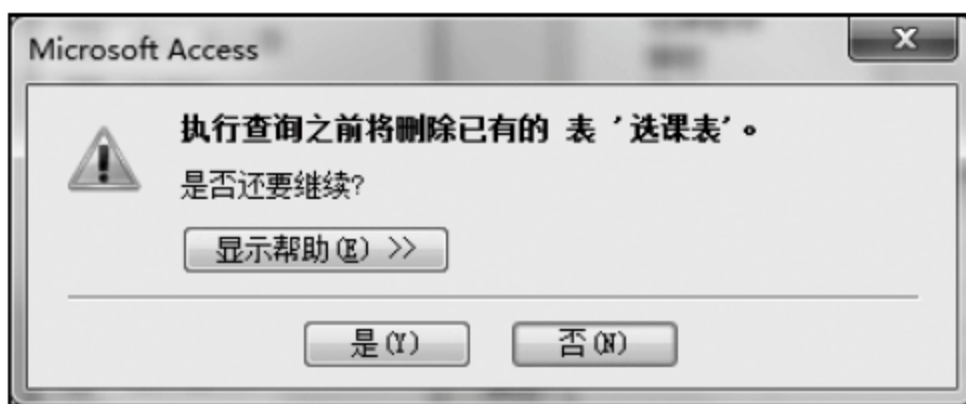 Microsoft Access
执行查询之前将删除已有的 表 '选课表'。
是否还要继续?
显示帮助(E) >>
是(Y)
否(N)